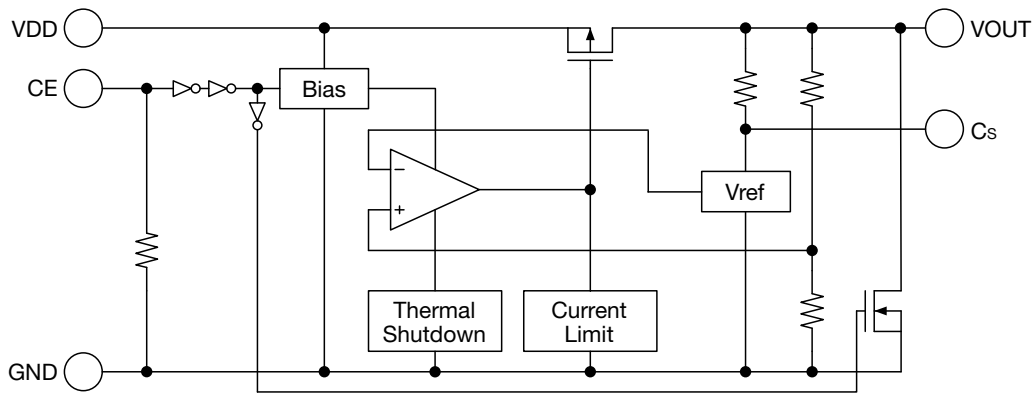 VDD
VOUT
CE
Bias
Cs
−
Vref
+
Thermal
Shutdown
Current
Limit
GND